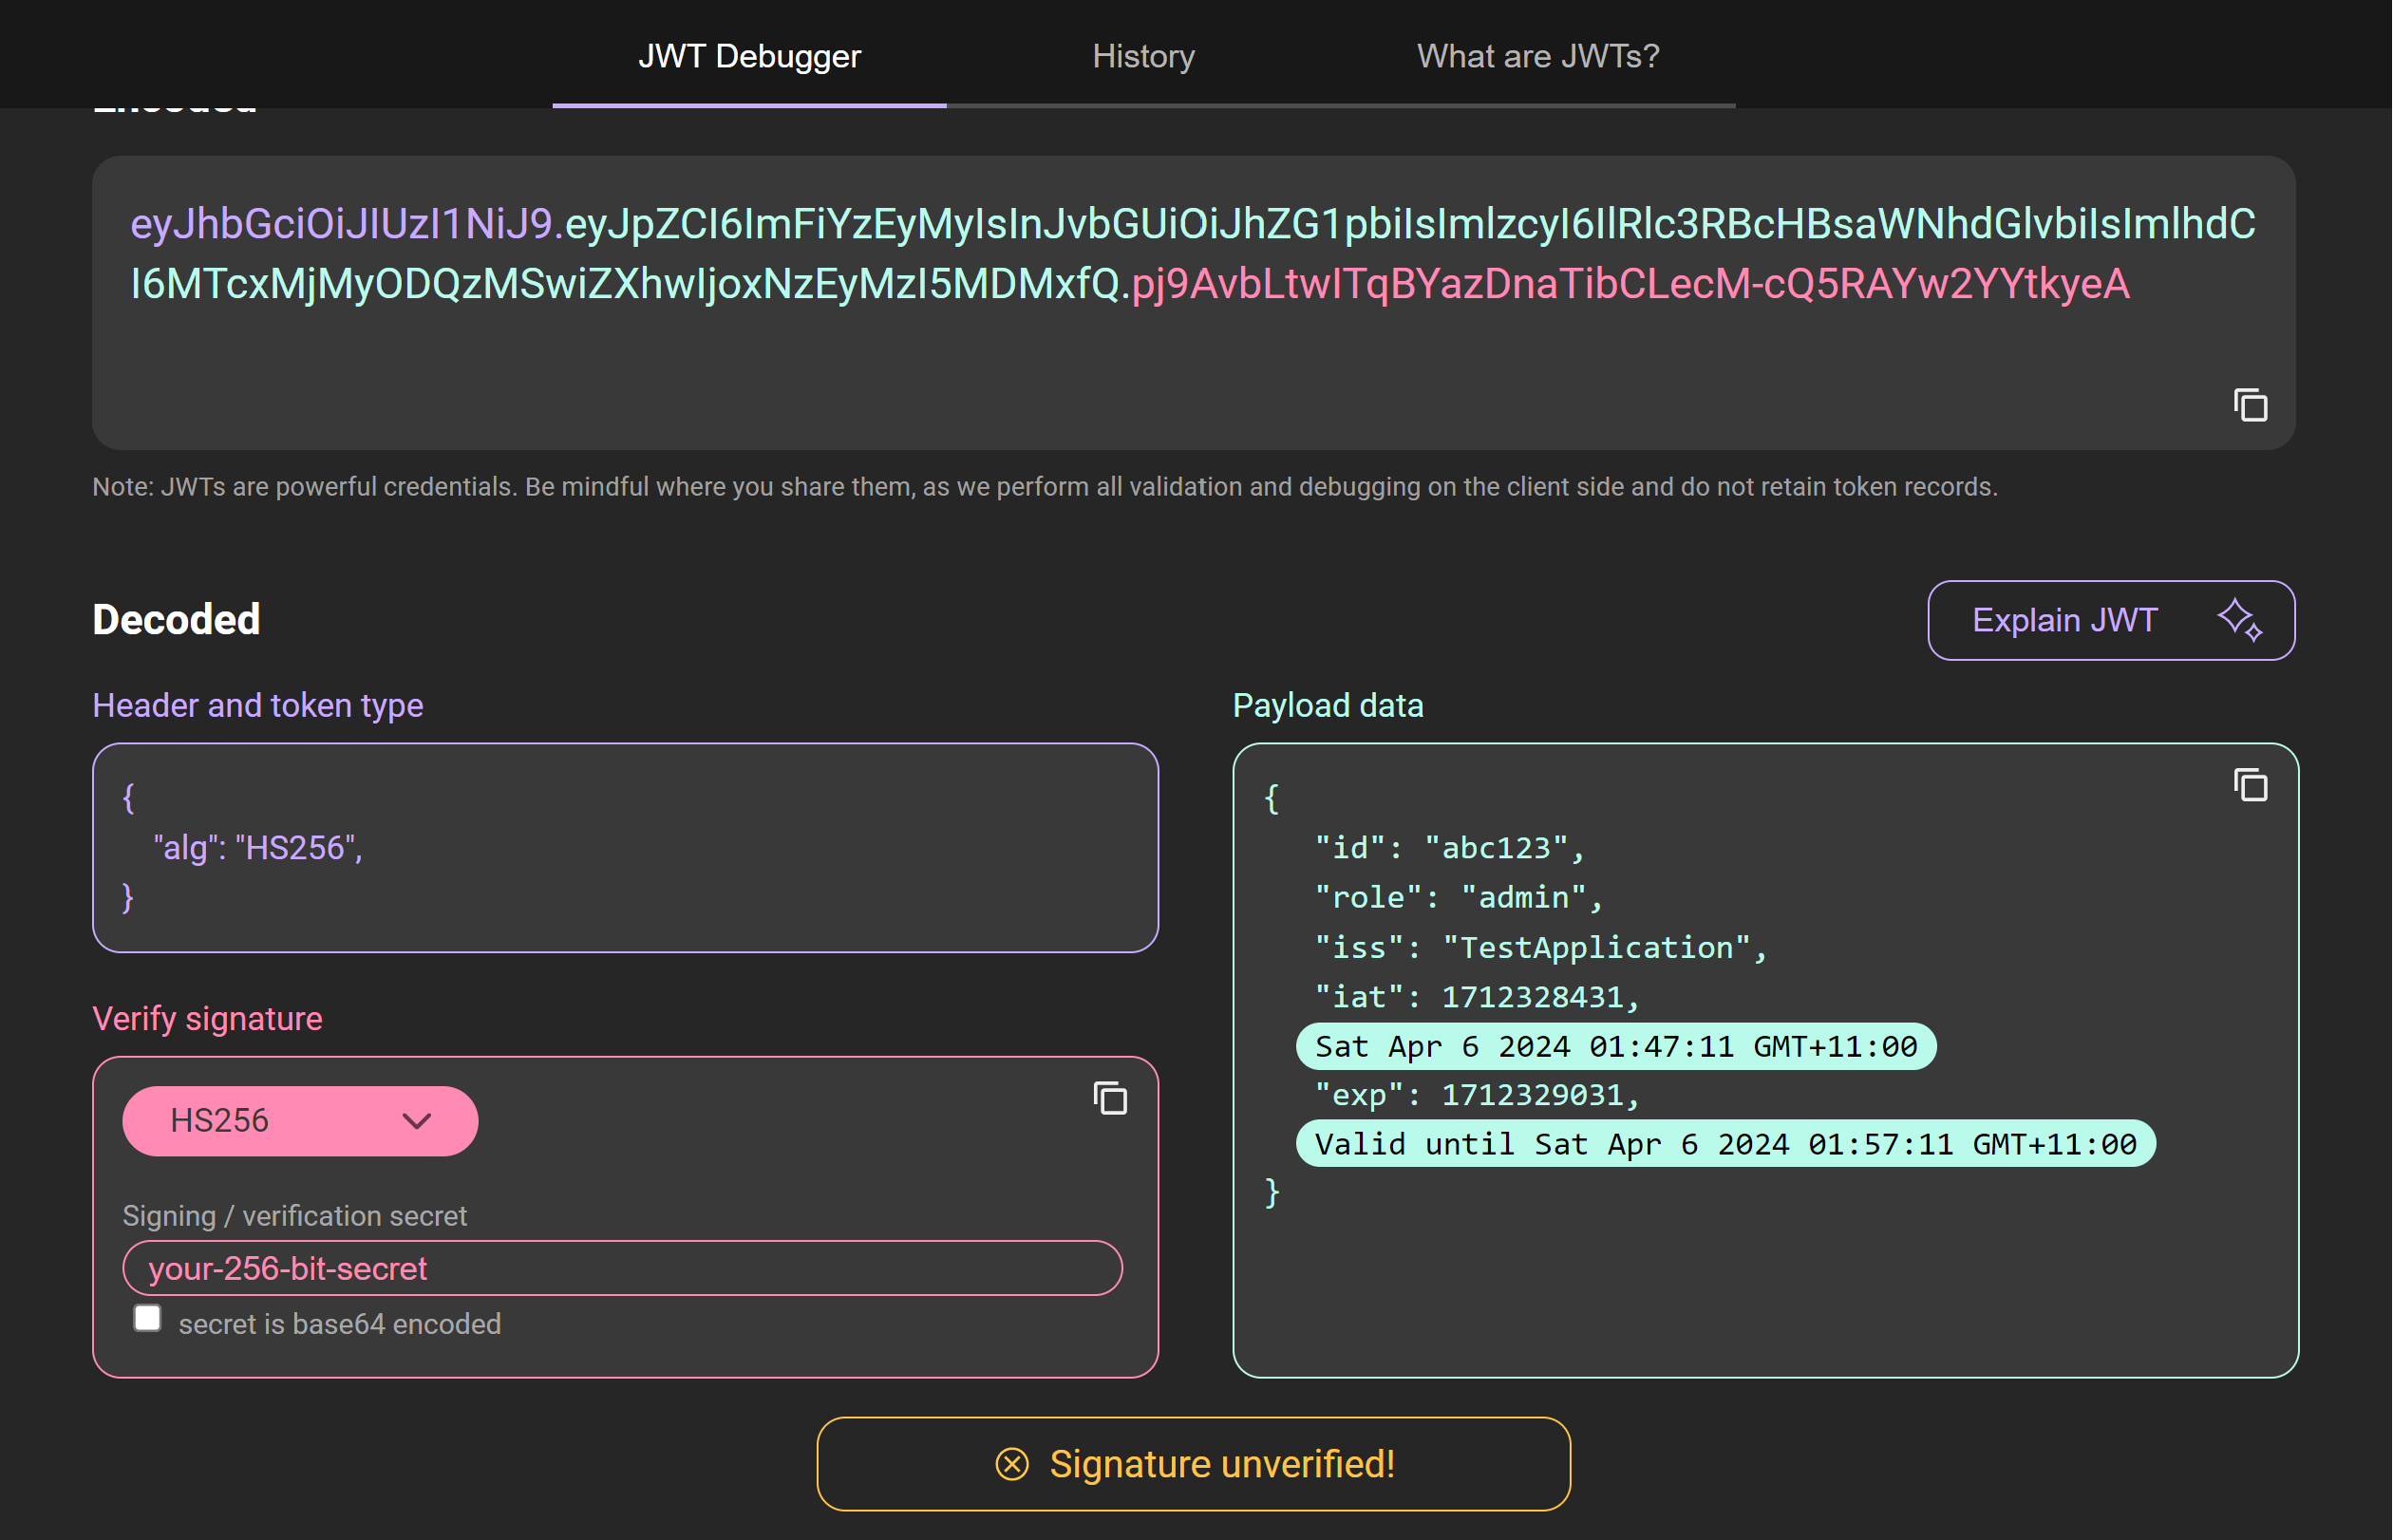 JWT Debugger
History
What are JWTs?
Encoded
eyJhbGciOiJIUzI1NiJ9.eyJpZCI6ImFiYzEyMyIsInJvbGUiOiJhZG1pbiIsImlzcyI6IlRlc3RBcHBsaWNhdGlvbiIsImlhdC
I6MTcxMjMyODQzMSwiZXhwIjoxNzEyMzI5MDMxfQ.pj9AvbLtwITqBYazDnaTibCLecM-cQ5RAYw2YYtkyeA
Note: JWTs are powerful credentials. Be mindful where you share them, as we perform all validation and debugging on the client side and do not retain token records.
Decoded
Explain JWT
Header and token type
{
"alg": "HS256",
}
Verify signature
HS256
Signing / verification secret
your-256-bit-secret
secret is base64 encoded
Payload data
{
"id": "abc123",
"role": "admin",
"iss": "TestApplication",
"iat": 1712328431,
Sat Apr 6 2024 01:47:11 GMT+11:00
"exp": 1712329031,
Valid until Sat Apr 6 2024 01:57:11 GMT+11:00
}
Signature unverified!